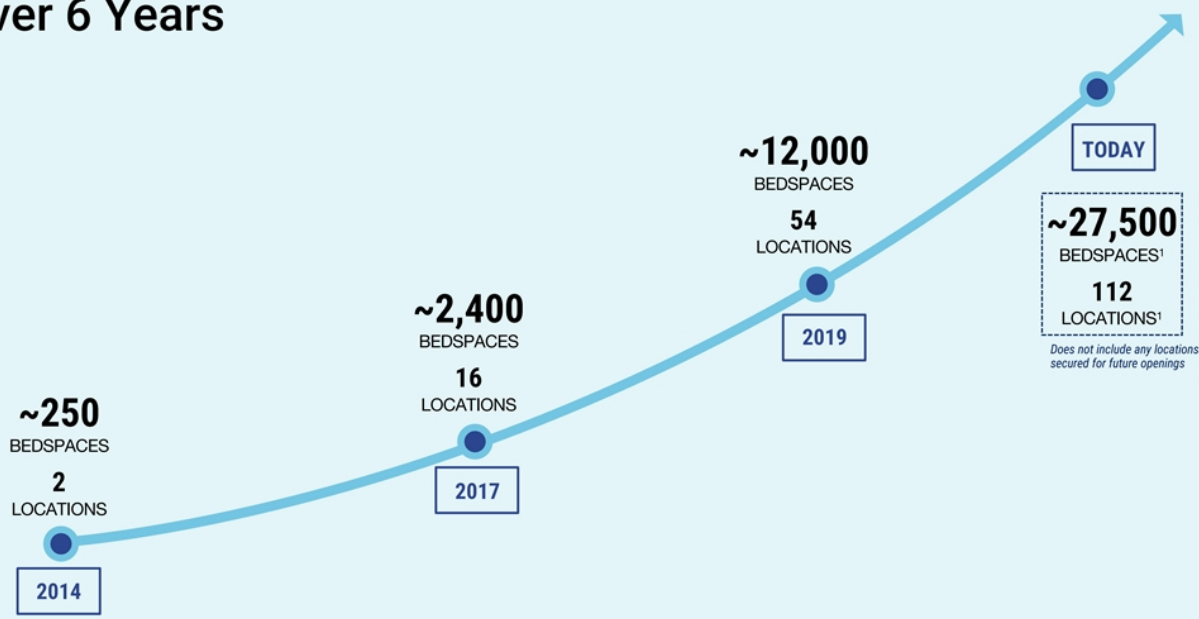 ver 6 Years
~12,000
BEDSPACES
54
LOCATIONS
TODAY
~27,500
BEDSPACES¹
112
LOCATIONS¹
Does not include any locations
secured for future openings
~2,400
BEDSPACES
16
LOCATIONS
2019
~250
BEDSPACES
2
LOCATIONS
2017
2014